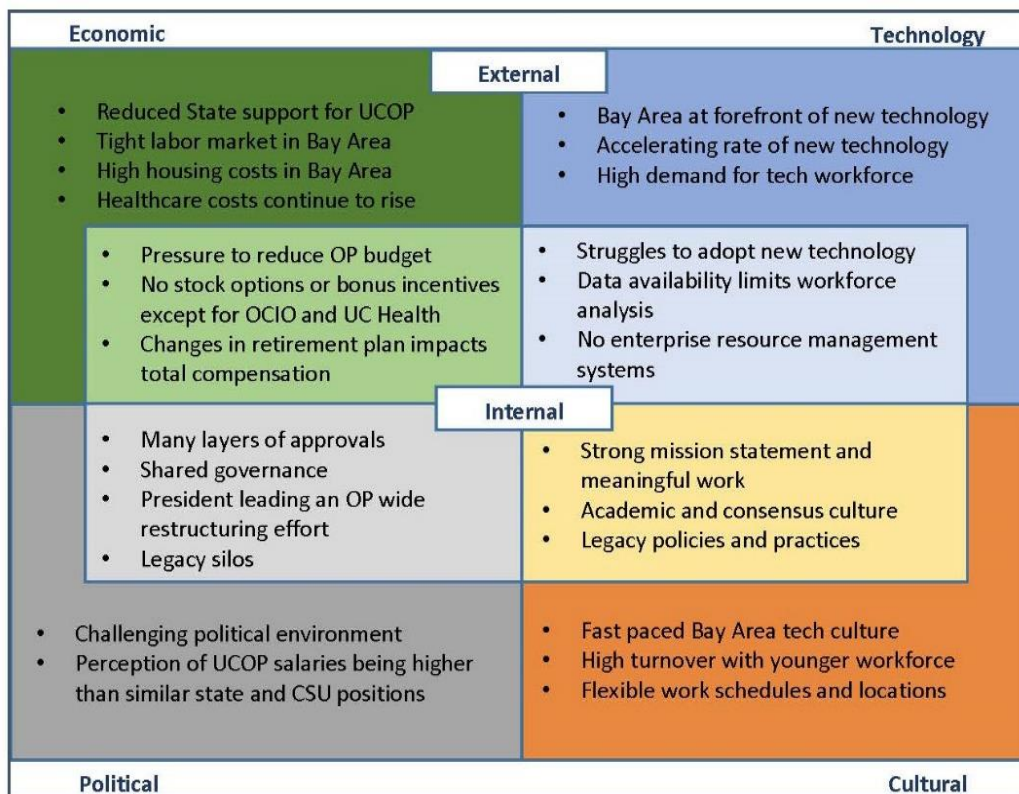 Economic
Technology
External
• Reduced State support for UCOP
• Tight labor market in Bay Area
• High housing costs in Bay Area
• Healthcare costs continue to rise
• Bay Area at forefront of new technology
• Accelerating rate of new technology
• High demand for tech workforce
• Pressure to reduce OP budget
• No stock options or bonus incentives
except for OCIO and UC Health
• Changes in retirement plan impacts
total compensation
• Struggles to adopt new technology
• Data availability limits workforce
analysis
• No enterprise resource management
systems
Internal
• Many layers of approvals
• Shared governance
• President leading an OP wide
restructuring effort
• Legacy silos
• Strong mission statement and
meaningful work
• Academic and consensus culture
• Legacy policies and practices
• Challenging political environment
• Perception of UCOP salaries being higher
than similar state and CSU positions
• Fast paced Bay Area tech culture
• High turnover with younger workforce
• Flexible work schedules and locations
Political
Cultural